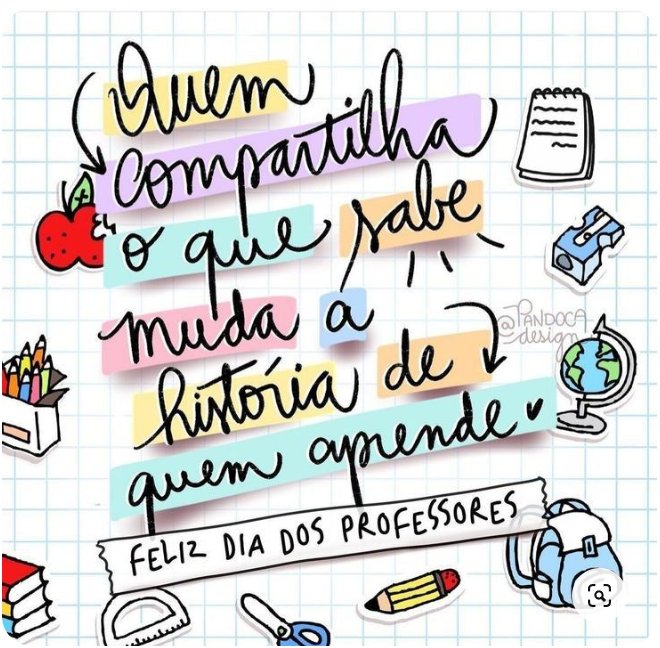 Quem
compartilha
o que sabe
muda a
história de
quem aprende
FELIZ DIA DOS PROFESSORES
@PANDOCA
design